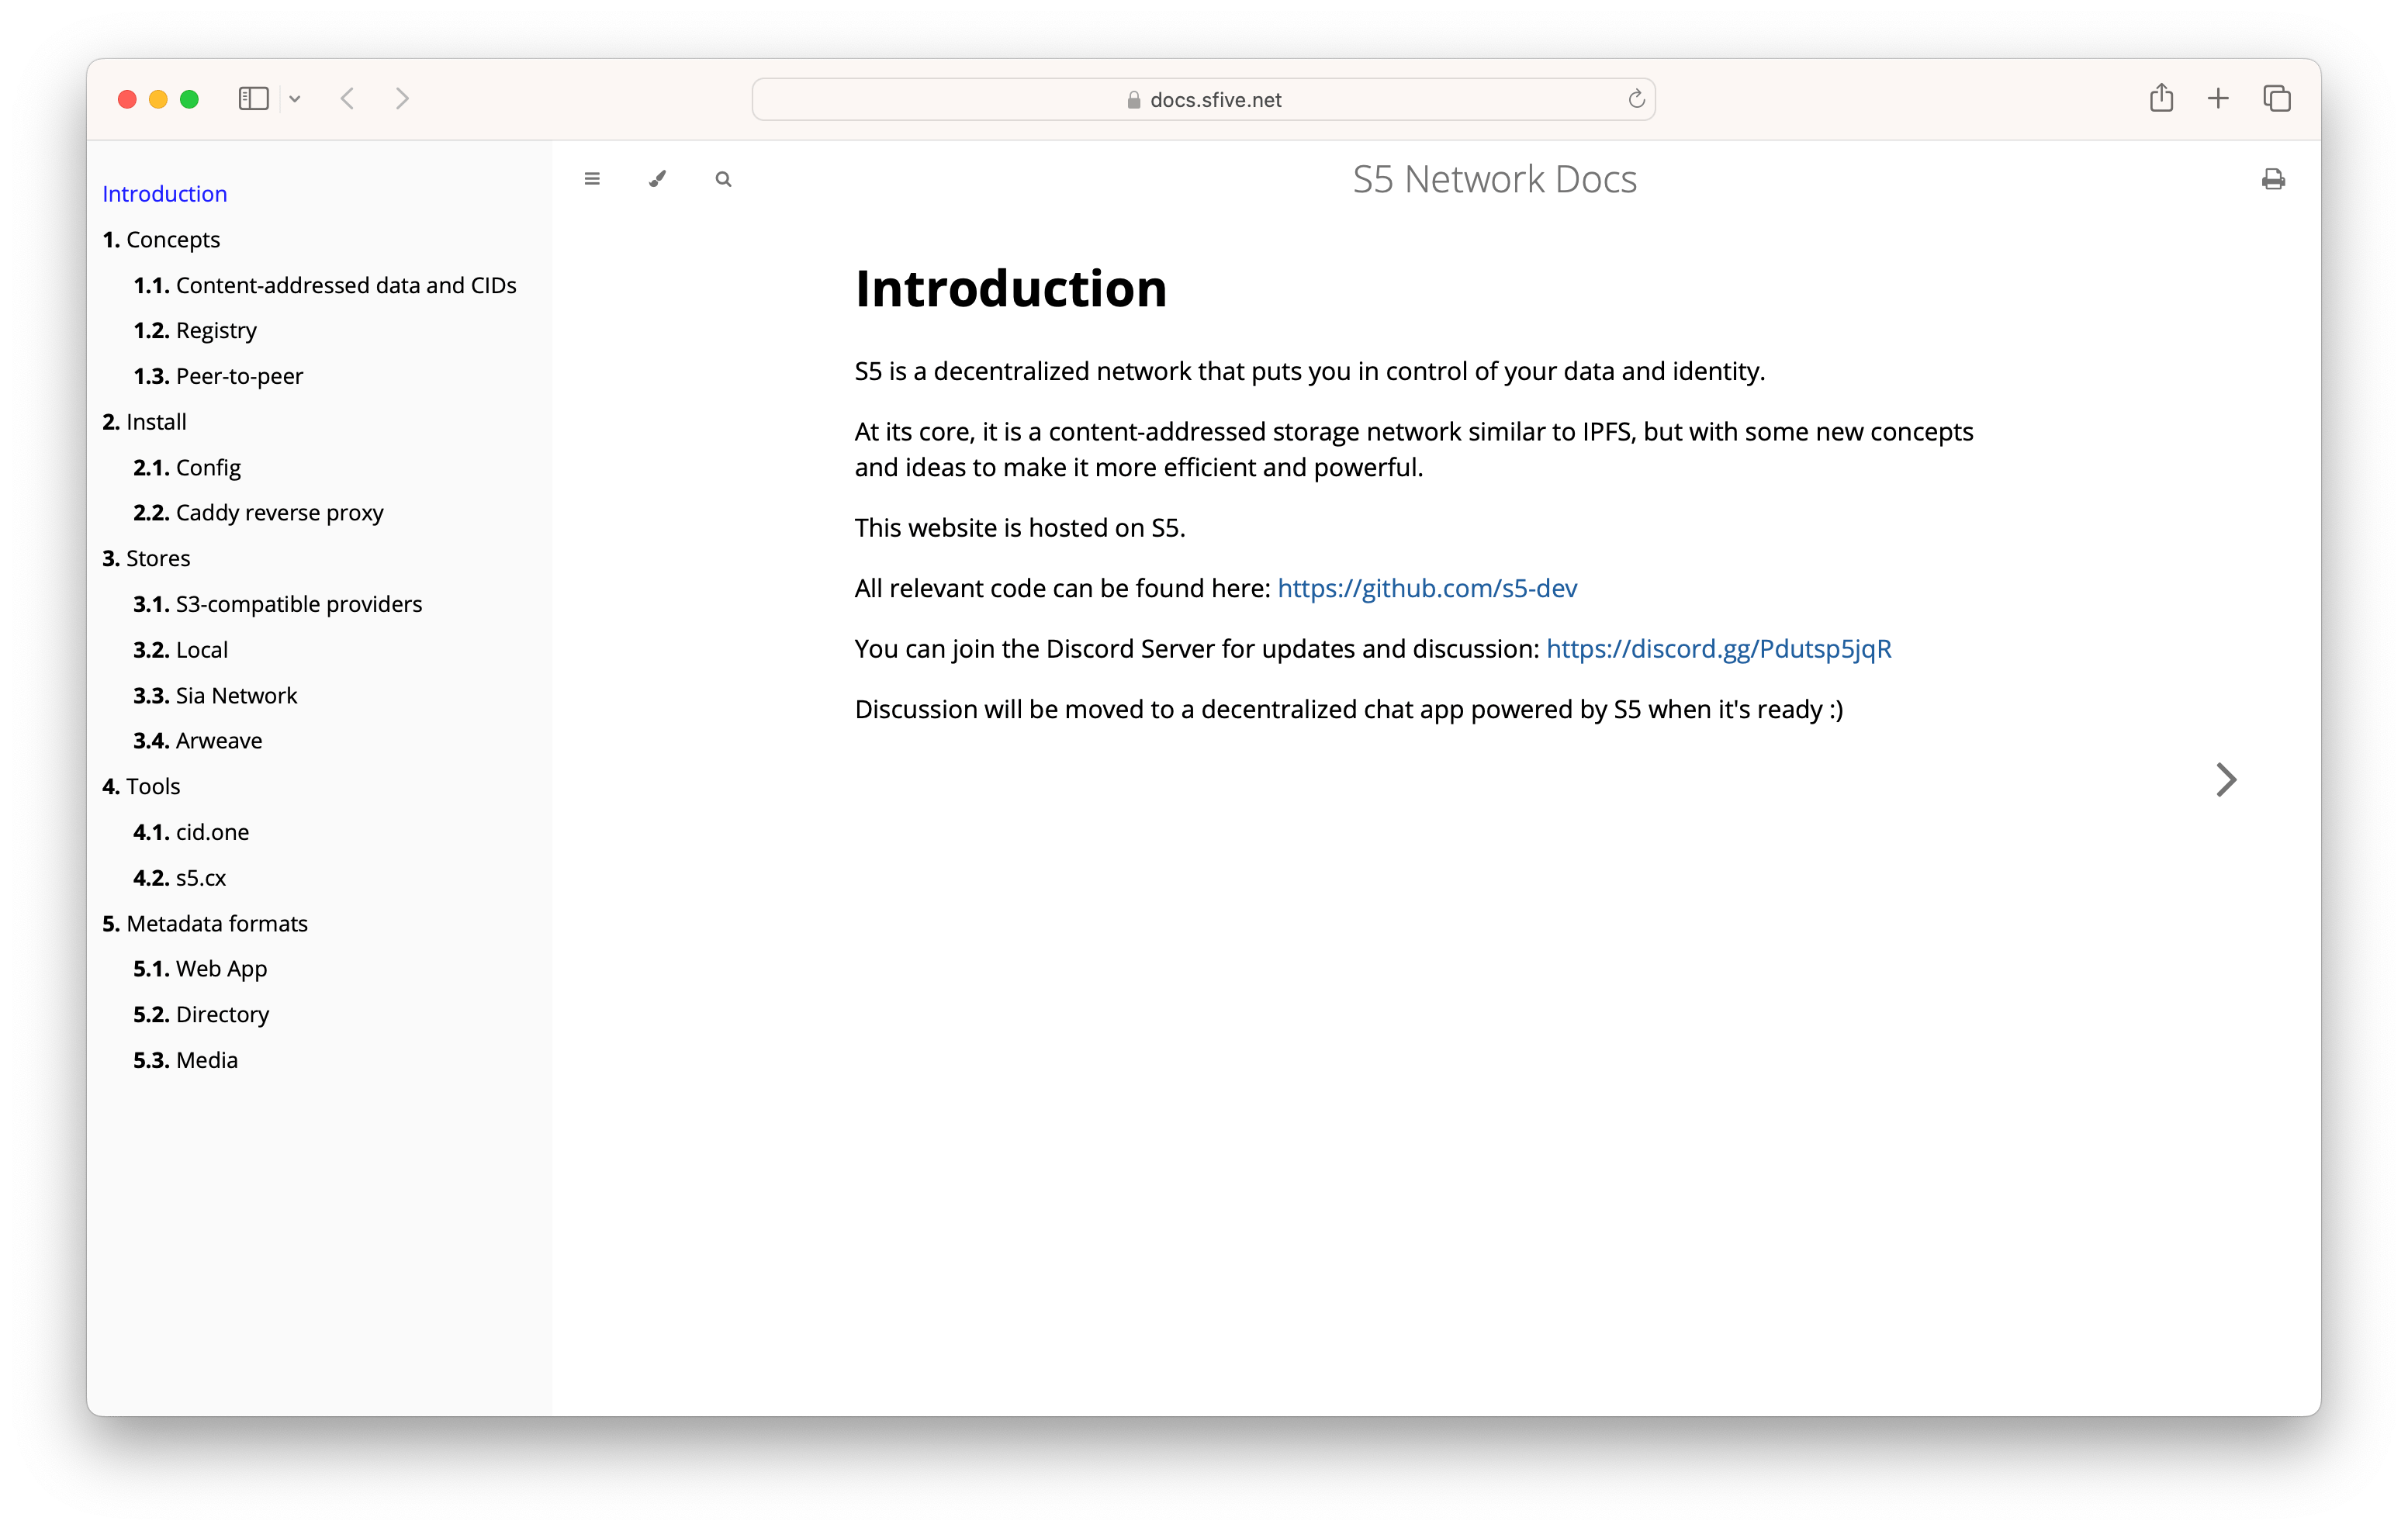 docs.sfive.net
Introduction
1. Concepts
1.1. Content-addressed data and CIDs
1.2. Registry
1.3. Peer-to-peer
2. Install
2.1. Config
2.2. Caddy reverse proxy
3. Stores
3.1. S3-compatible providers
3.2. Local
3.3. Sia Network
3.4. Arweave
4. Tools
4.1. cid.one
4.2. s5.cx
5. Metadata formats
5.1. Web App
5.2. Directory
5.3. Media
S5 Network Docs
Introduction
S5 is a decentralized network that puts you in control of your data and identity.
At its core, it is a content-addressed storage network similar to IPFS, but with some new concepts
and ideas to make it more efficient and powerful.
This website is hosted on S5.
All relevant code can be found here: https://github.com/s5-dev
You can join the Discord Server for updates and discussion: https://discord.gg/Pdutsp5jqR
Discussion will be moved to a decentralized chat app powered by S5 when it's ready :)